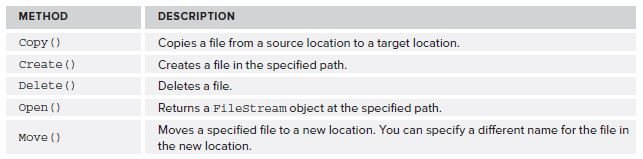 METHOD DESCRIPTION
Copy() Copies a file from a source location to a target location.
Create() Creates a file in the specified path.
Delete() Deletes a file.
Open() Returns a FileStream object at the specified path.
Move() Moves a specified file to a new location. You can specify a different name for the file in
the new location.